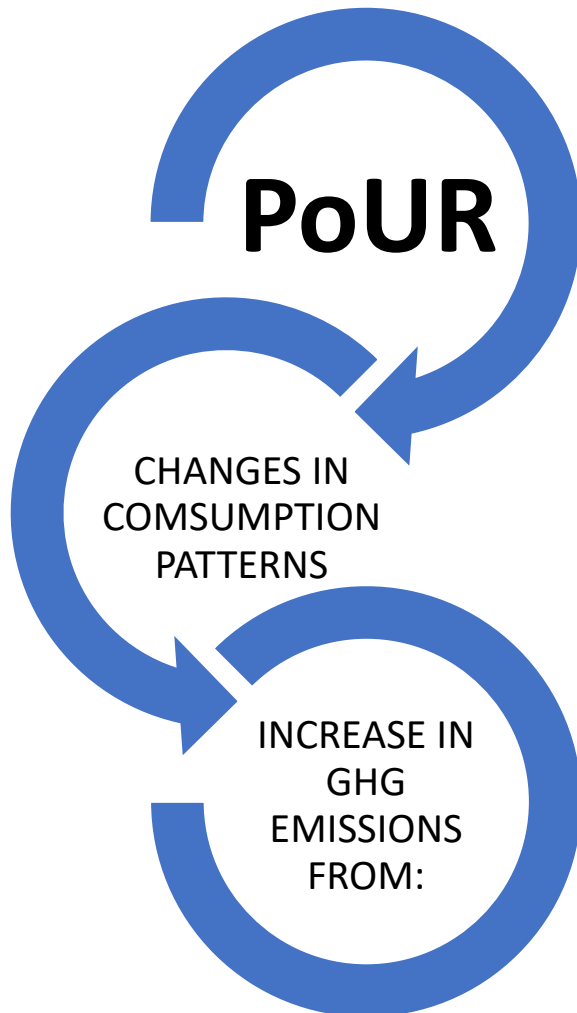 PoUR
CHANGES IN
COMSUMPTION
PATTERNS
INCREASE IN
GHG
EMISSIONS
FROM: